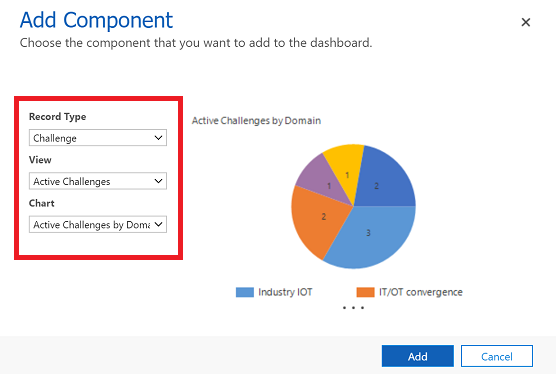 Add Component
Choose the component that you want to add to the dashboard.
Record Type
Challenge
View
Active Challenges
Chart
Active Challenges by Doma
Active Challenges by Domain
1
2
1
2
3
Industry IOT
IT/OT convergence
Add
Cancel